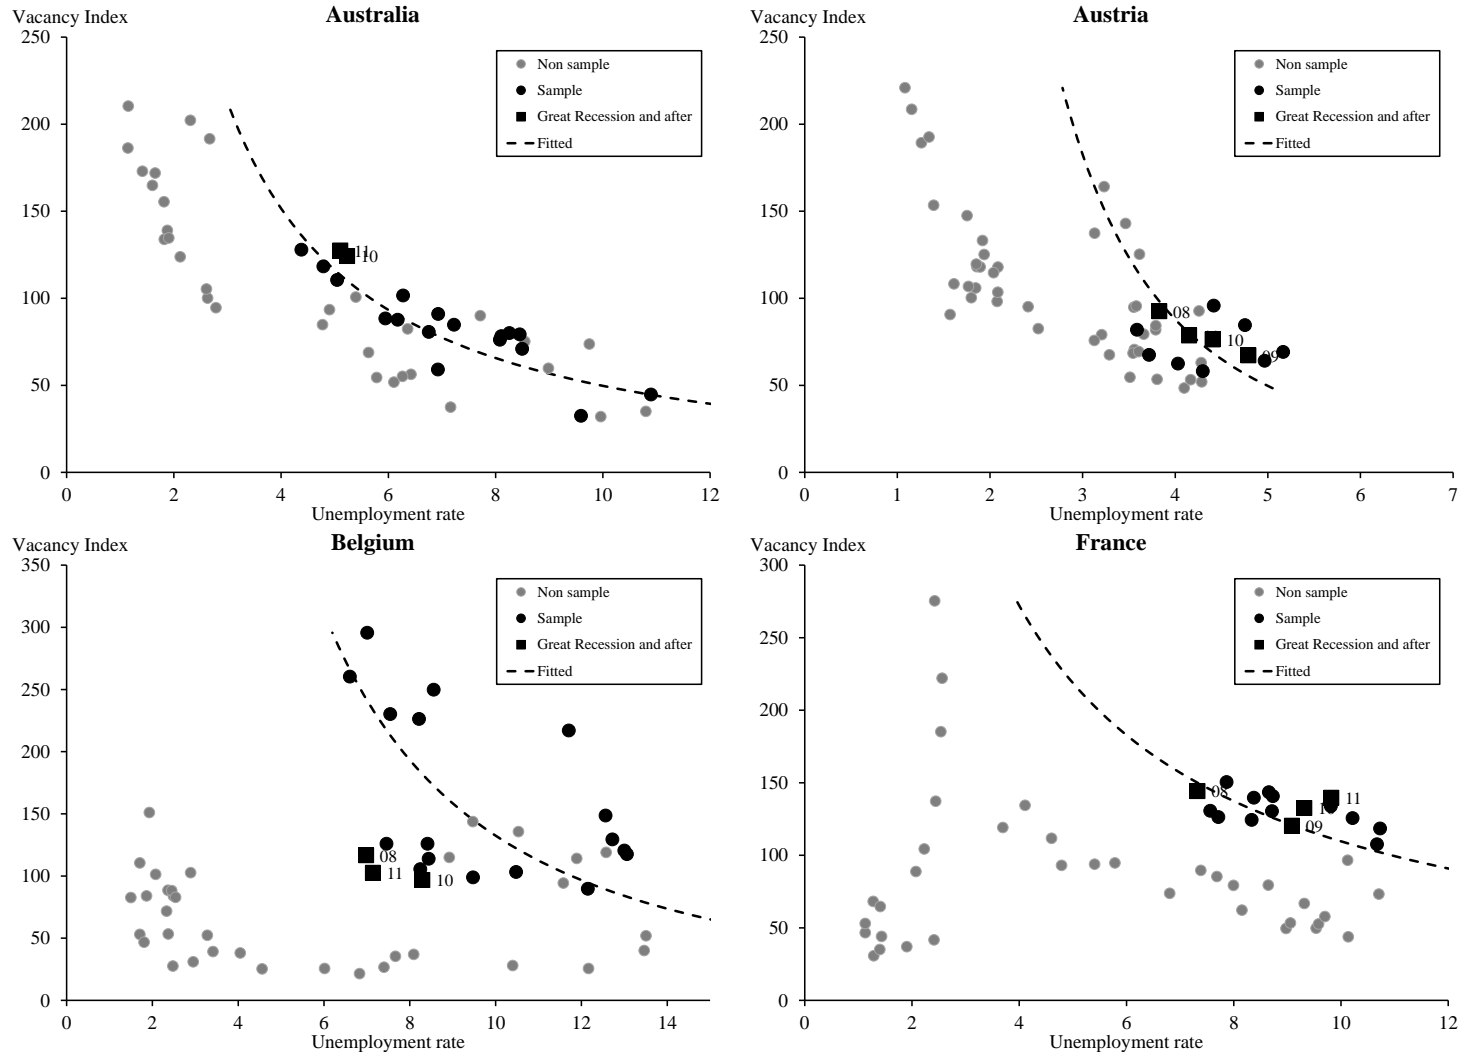 Australia
Vacancy Index
250
200
150
100
50
0
0 2 4 6 8 10 12
Unemployment rate
Non sample
Sample
Great Recession and after
Fitted
11
10
Austria
Vacancy Index
250
200
150
100
50
0
0 1 2 3 4 5 6 7
Unemployment rate
Non sample
Sample
Great Recession and after
Fitted
08
10
09
Belgium
Vacancy Index
350
300
250
200
150
100
50
0
0 2 4 6 8 10 12 14
Unemployment rate
Non sample
Sample
Great Recession and after
Fitted
08
11
10
France
Vacancy Index
300
250
200
150
100
50
0
0 2 4 6 8 10 12
Unemployment rate
Non sample
Sample
Great Recession and after
Fitted
08
11
09